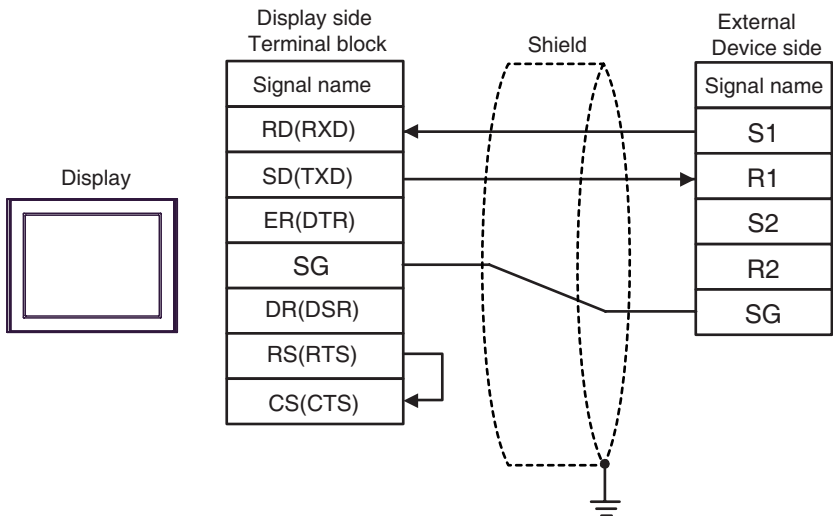 Display side
Terminal block
Shield
External
Device side
Signal name
Signal name
RD(RXD)
S1
Display
SD(TXD)
R1
ER(DTR)
S2
SG
R2
DR(DSR)
SG
RS(RTS)
CS(CTS)